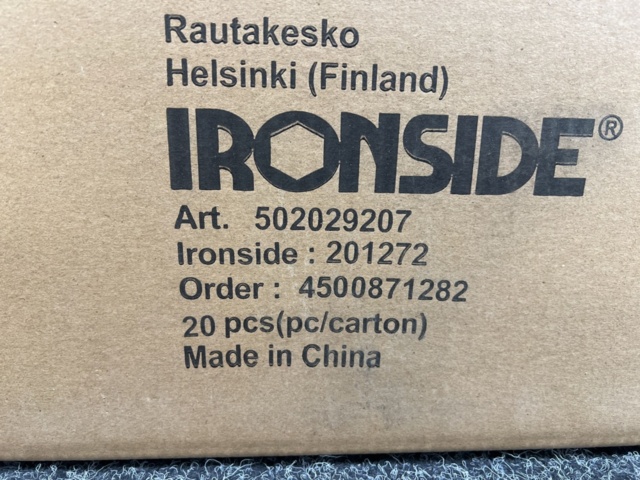 Rautakesko
Helsinki (Finland)
IRONSIDE®
Art. 502029207
Ironside : 201272
Order : 4500871282
20 pcs(pc/carton)
Made in China